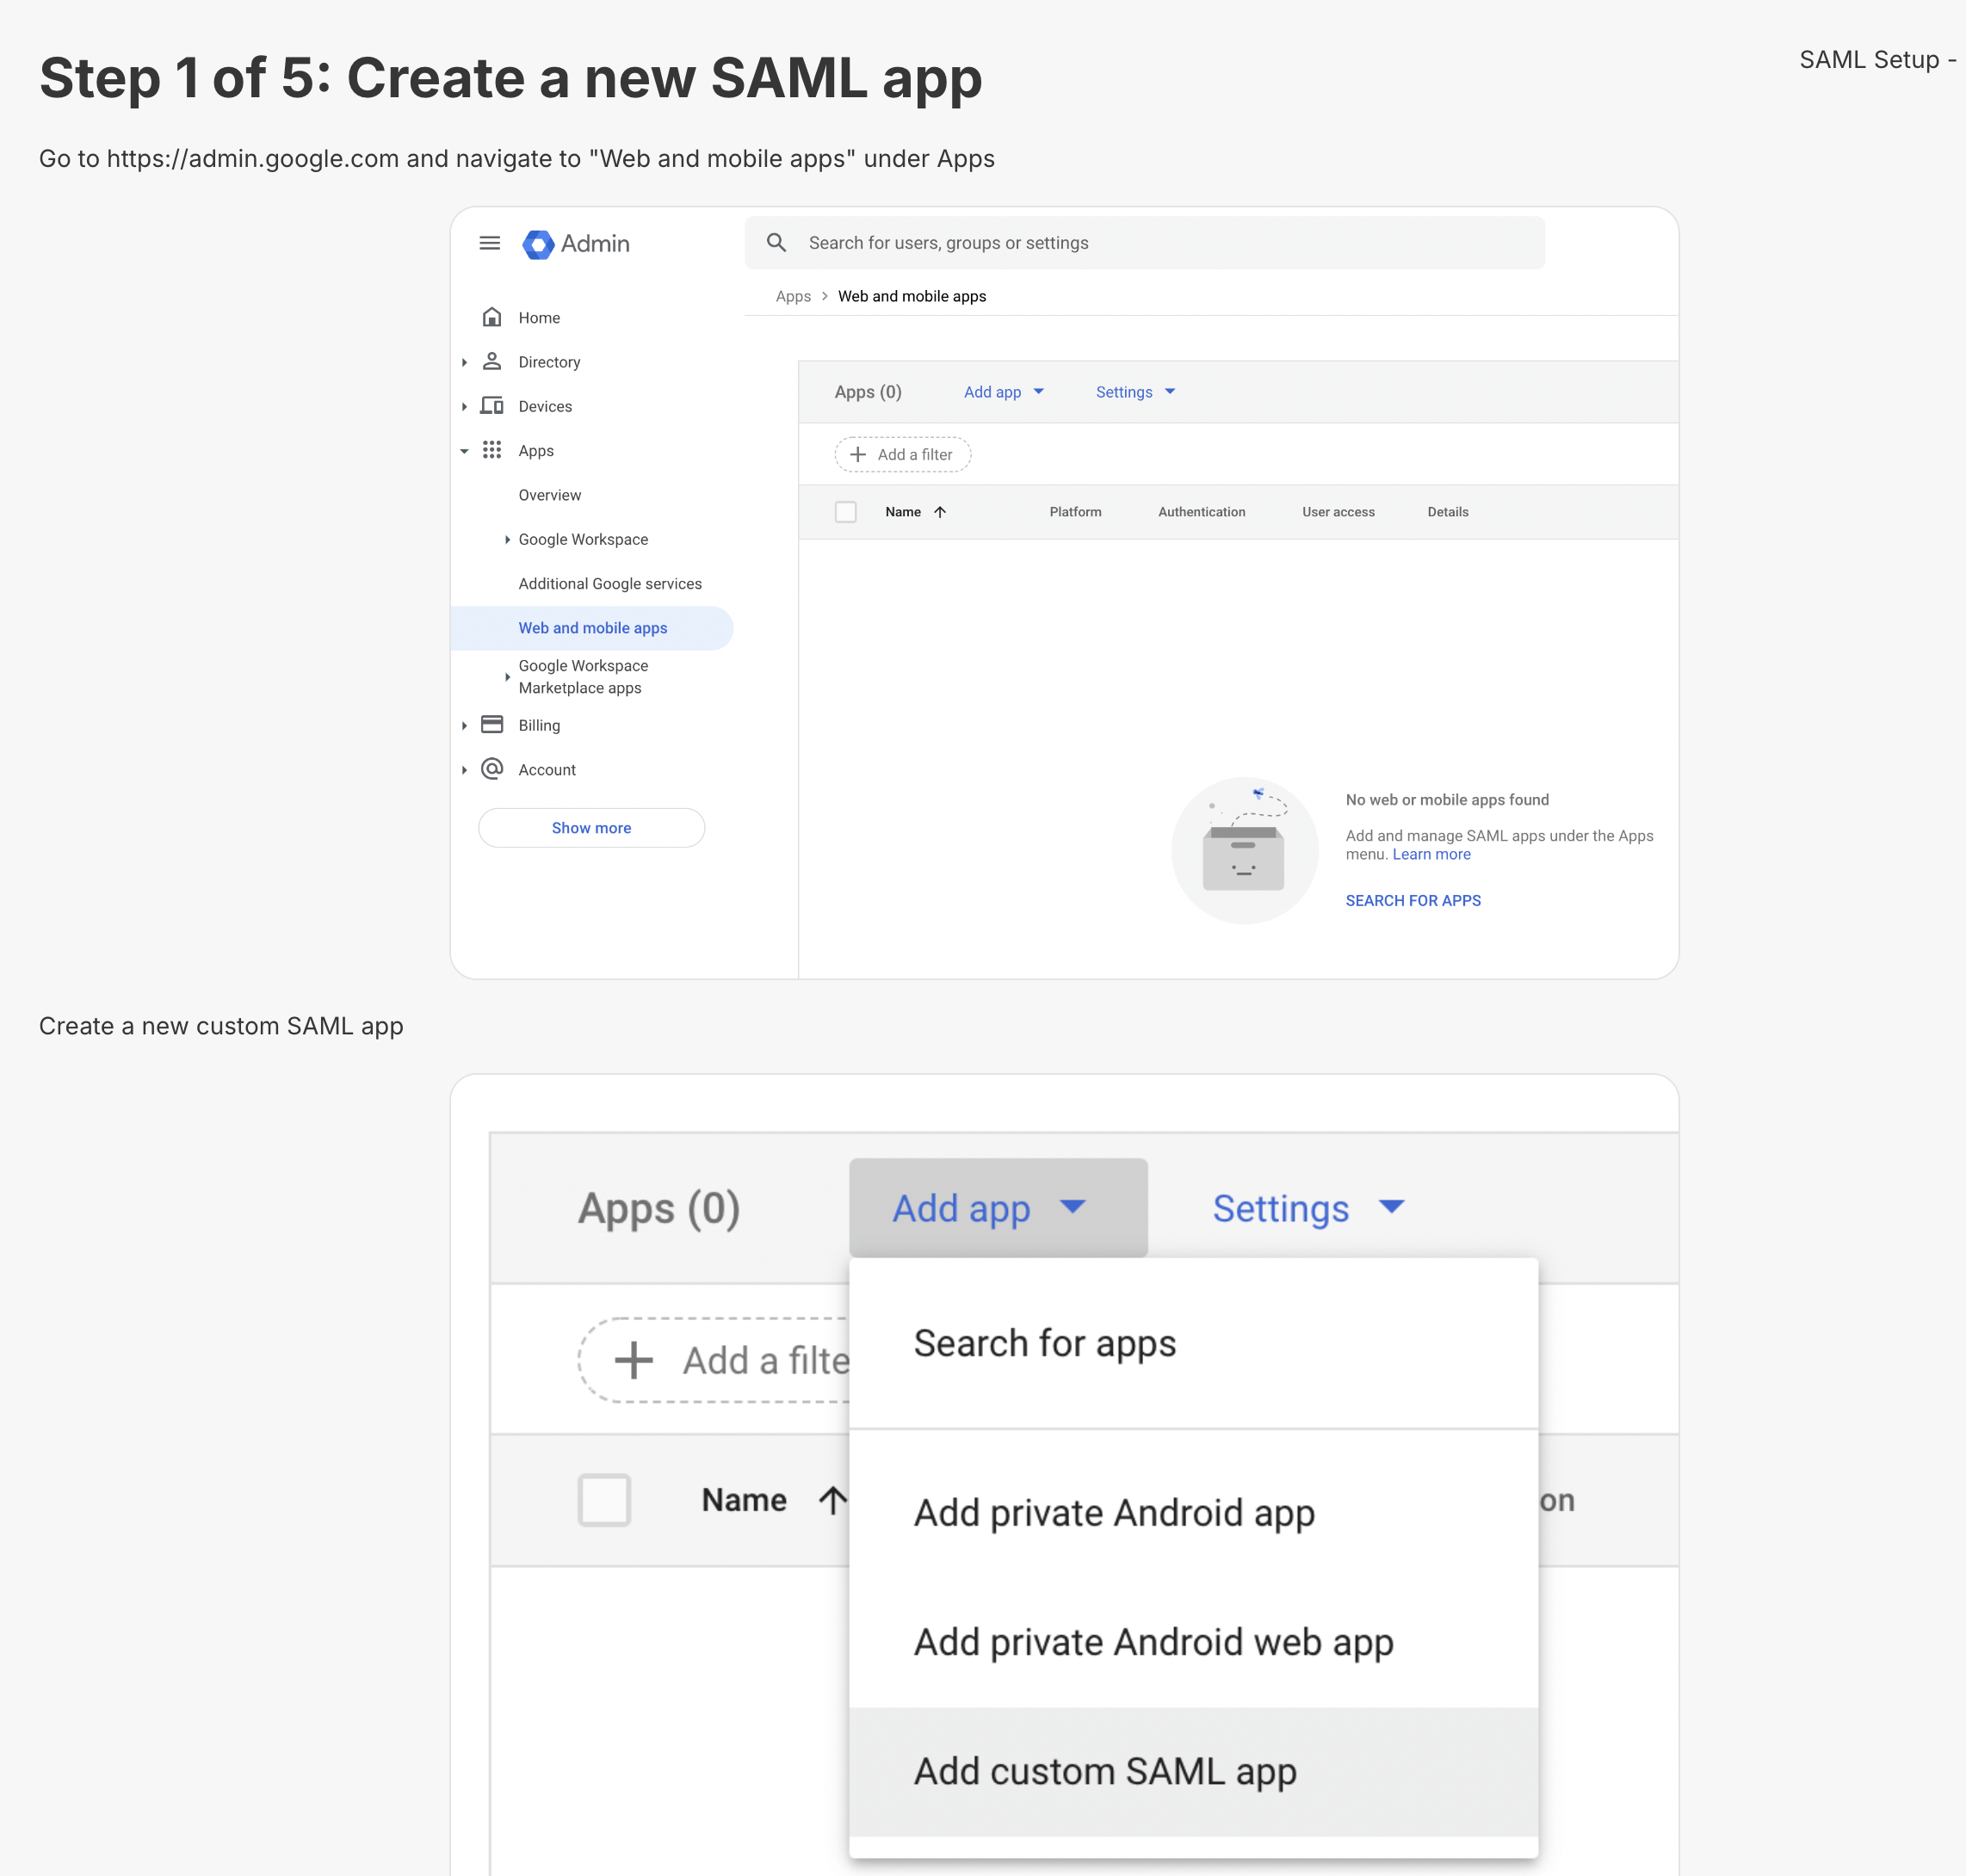 Step 1 of 5: Create a new SAML app
SAML Setup -
Go to https://admin.google.com and navigate to "Web and mobile apps" under Apps
Admin
Search for users, groups or settings
Apps > Web and mobile apps
Home
Directory
Devices
Apps
Overview
Google Workspace
Additional Google services
Web and mobile apps
Google Workspace
Marketplace apps
Billing
Account
Show more
Apps (0) Add app Settings
Add a filter
Name Platform Authentication User access Details
No web or mobile apps found
Add and manage SAML apps under the Apps
menu. Learn more
SEARCH FOR APPS
Create a new custom SAML app
Apps (0) Add app Settings
Add a filte
Name on
Search for apps
Add private Android app
Add private Android web app
Add custom SAML app